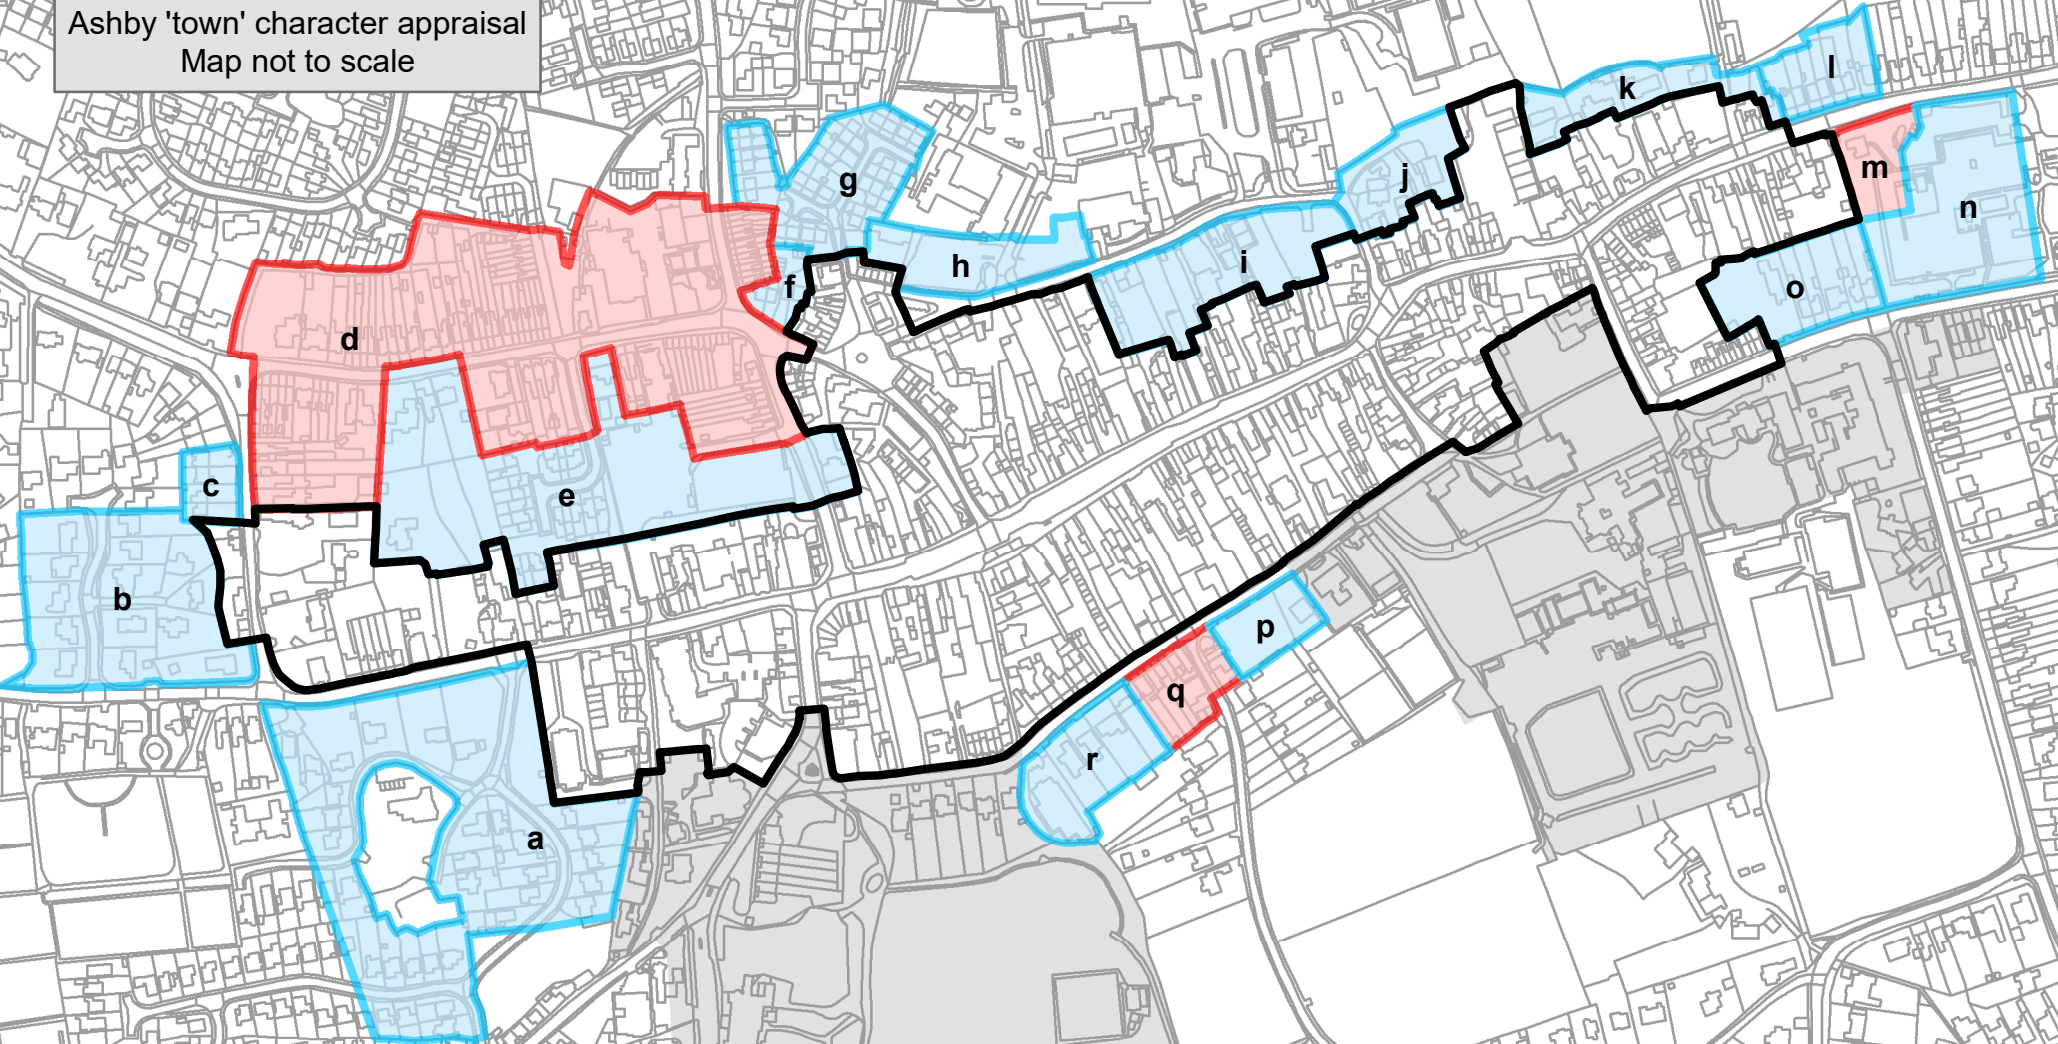 Ashby 'town' character appraisal
Map not to scale
l
k
g
j
m
n
h
i
f
o
d
c
e
b
p
q
r
a